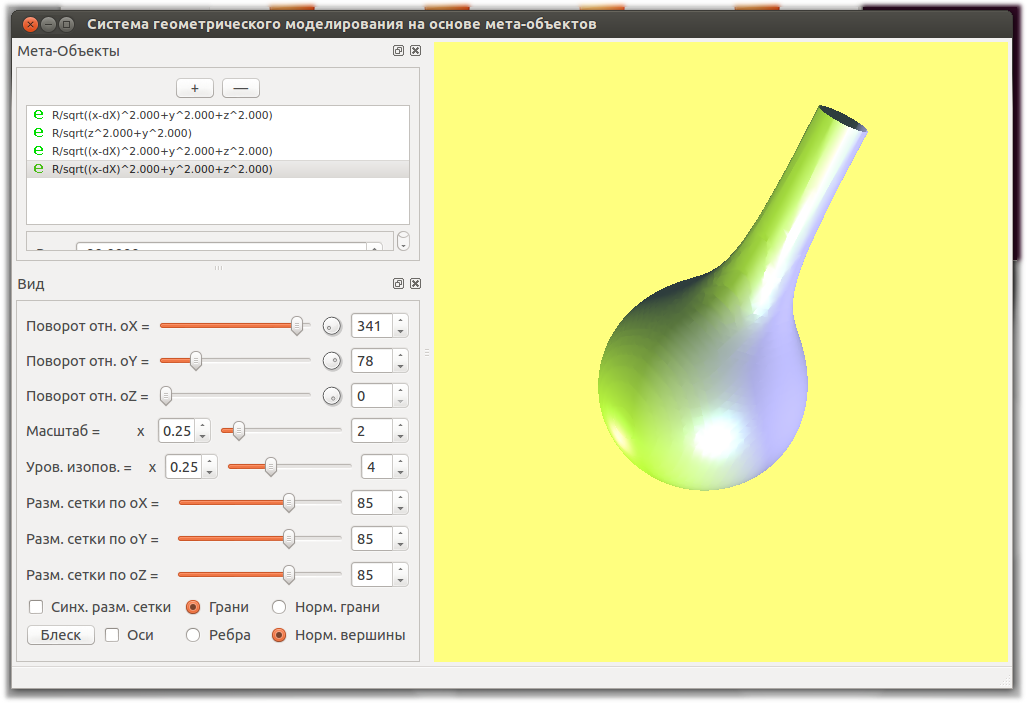 Система геометрического моделирования на основе мета-объектов
Мета-Объекты
+ —
R/sqrt((x-dX)^2.000+y^2.000+z^2.000)
R/sqrt(z^2.000+y^2.000)
R/sqrt((x-dX)^2.000+y^2.000+z^2.000)
R/sqrt((x-dX)^2.000+y^2.000+z^2.000)
Вид
Поворот отн. oX = 341
Поворот отн. oY = 78
Поворот отн. oZ = 0
Масштаб = x 0.25 2
Уров. изопов. = x 0.25 4
Разм. сетки по oX = 85
Разм. сетки по oY = 85
Разм. сетки по oZ = 85
Синх. разм. сетки Грани Норм. грани
Блеск Оси Ребра Норм. вершины